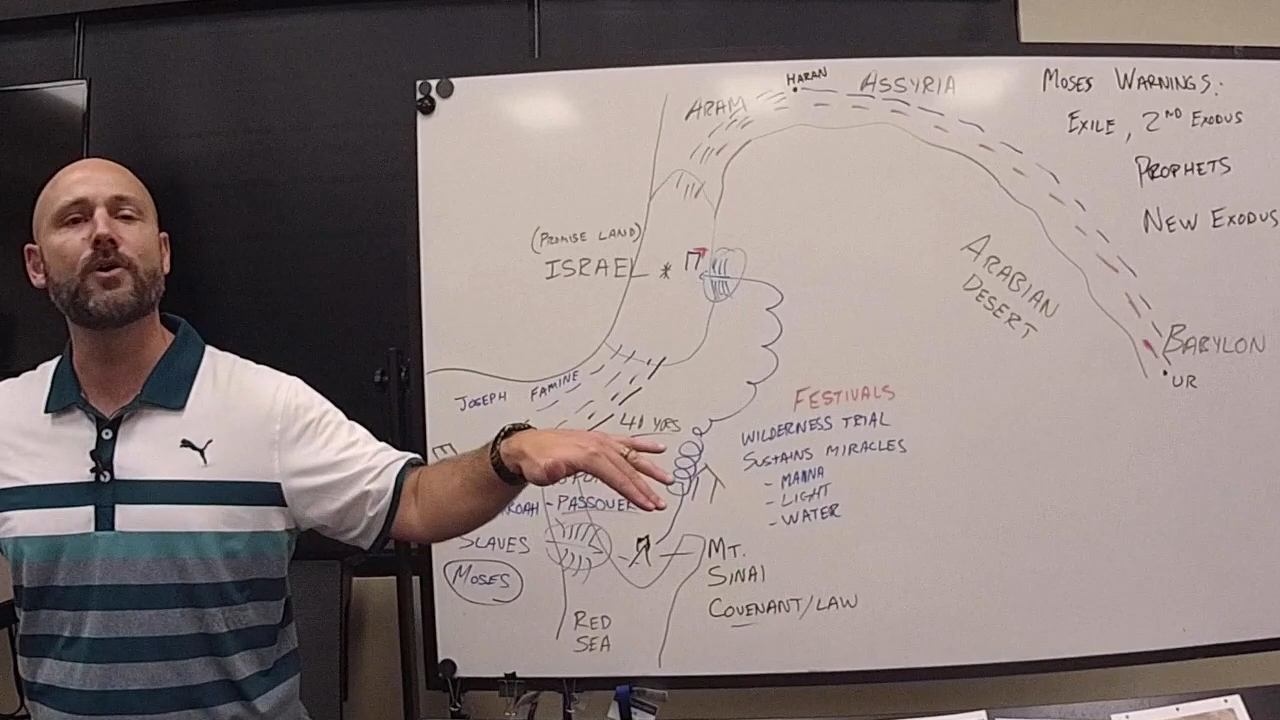 HARAN
ASSYRIA
MOSES WARNINGS:
ARAM
EXILE, 2ND EXODUS
PROPHETS
NEW EXODUS
(PROMISE LAND)
ISRAEL
ARABIAN
DESERT
BABYLON
UR
JOSEPH FAMINE
40 YRS
FESTIVALS
WILDERNESS TRIAL
SUSTAINS MIRACLES
- MANNA
- LIGHT
- WATER
- PASSOVER
SLAVES
MOSES
MT.
SINAI
COVENANT/LAW
RED
SEA